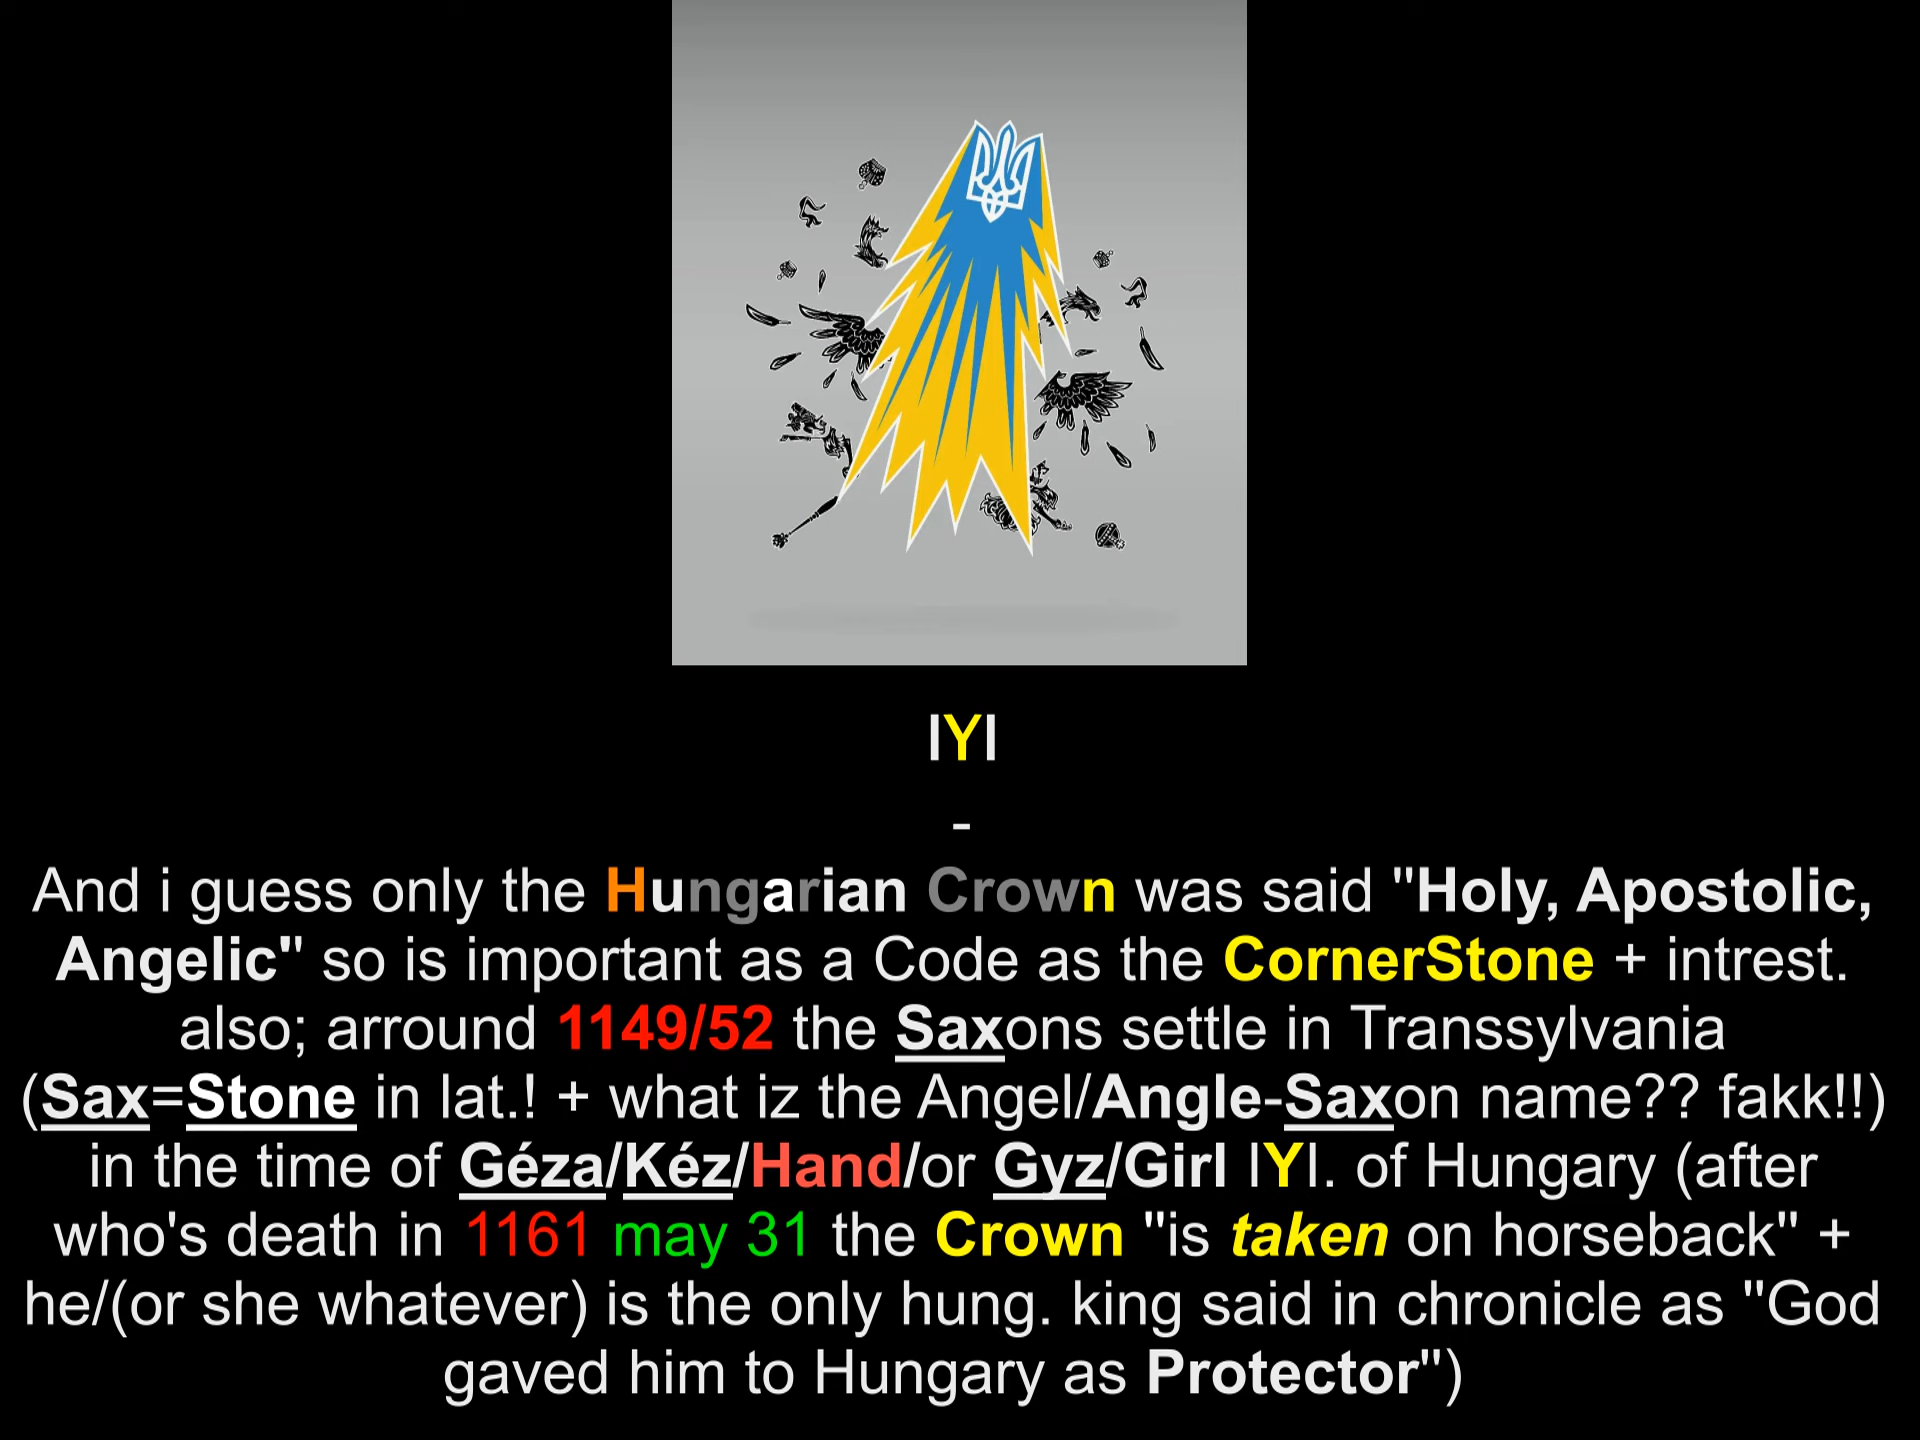 IYI
-
And i guess only the Hungarian Crown was said "Holy, Apostolic,
Angelic" so is important as a Code as the CornerStone + intrest.
also; arround 1149/52 the Saxons settle in Transsylvania
(Sax=Stone in lat.! + what iz the Angel/Angle-Saxon name?? fakk!!)
in the time of Géza/Kéz/Hand/or Gyz/Girl IYI. of Hungary (after
who's death in 1161 may 31 the Crown "is taken on horseback" +
he/(or she whatever) is the only hung. king said in chronicle as "God
gaved him to Hungary as Protector")